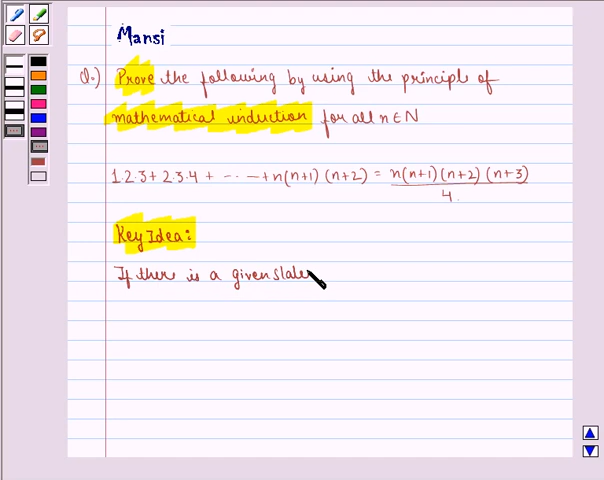 Mansi
Q.) Prove the following by using the principle of
mathematical induction for all n ∈ N
1.2.3 + 2.3.4 + ...... + n(n+1)(n+2) = n(n+1)(n+2)(n+3)
4.
Key Idea:
If there is a given state